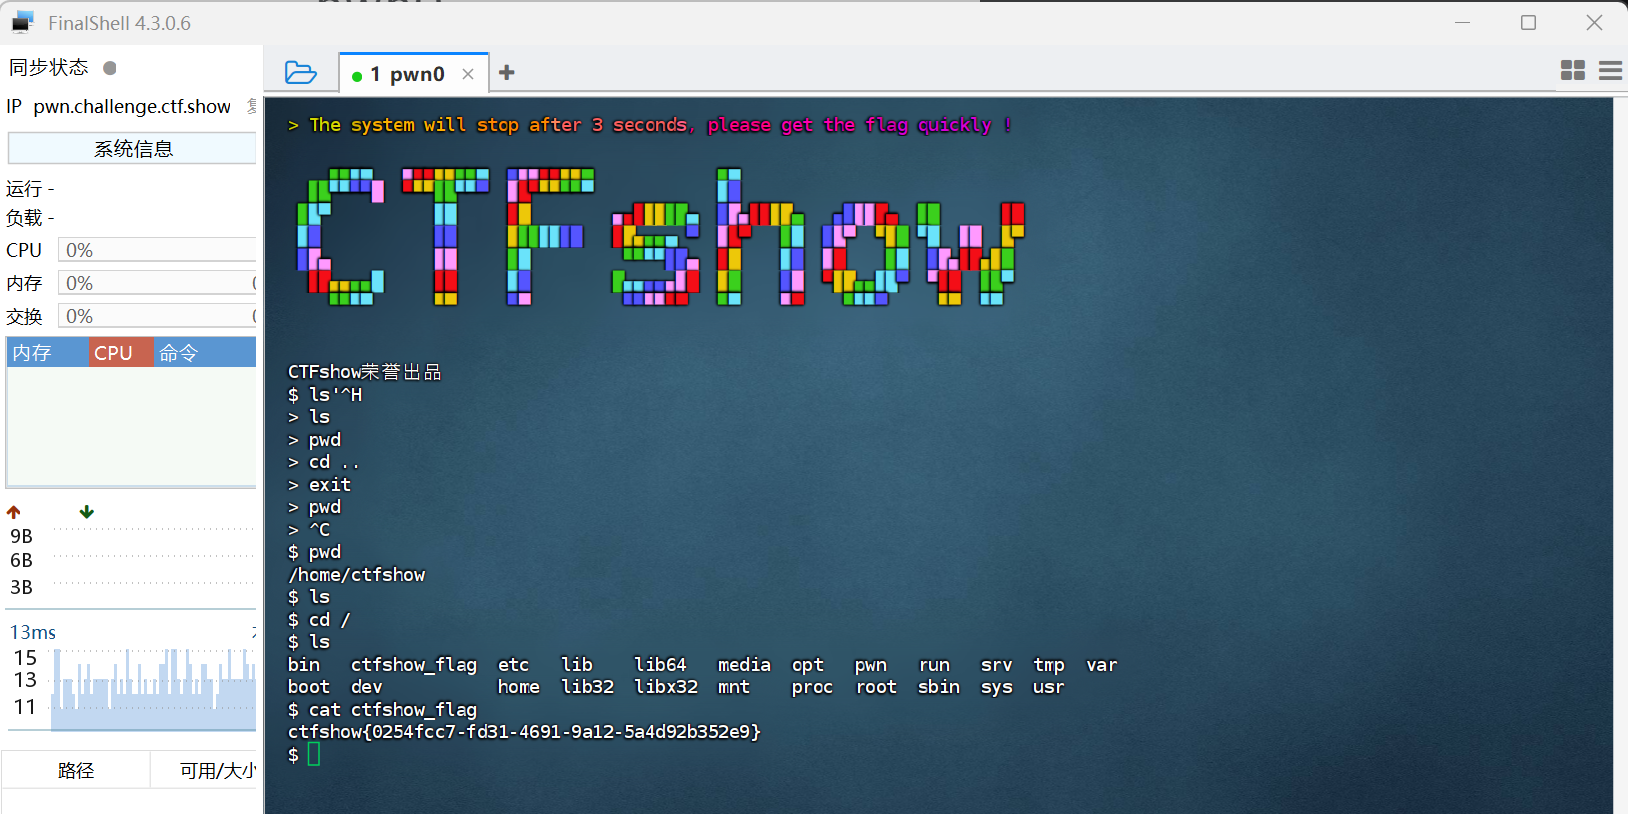 FinalShell 4.3.0.6
同步状态
IP pwn.challenge.ctf.show
系统信息
运行 -
负载 -
CPU 0%
内存 0%
交换 0%
内存 CPU 命令
9B
6B
3B
13ms
15
13
11
路径 可用/大小
1 pwn0
> The system will stop after 3 seconds, please get the flag quickly !
CTFshow
CTFshow荣誉出品
$ ls'^H
> ls
> pwd
> cd ..
> exit
> pwd
> ^C
$ pwd
/home/ctfshow
$ ls
$ cd /
$ ls
bin ctfshow_flag etc lib lib64 media opt pwn run srv tmp var
boot dev home lib32 libx32 mnt proc root sbin sys usr
$ cat ctfshow_flag
ctfshow{0254fcc7-fd31-4691-9a12-5a4d92b352e9}
$